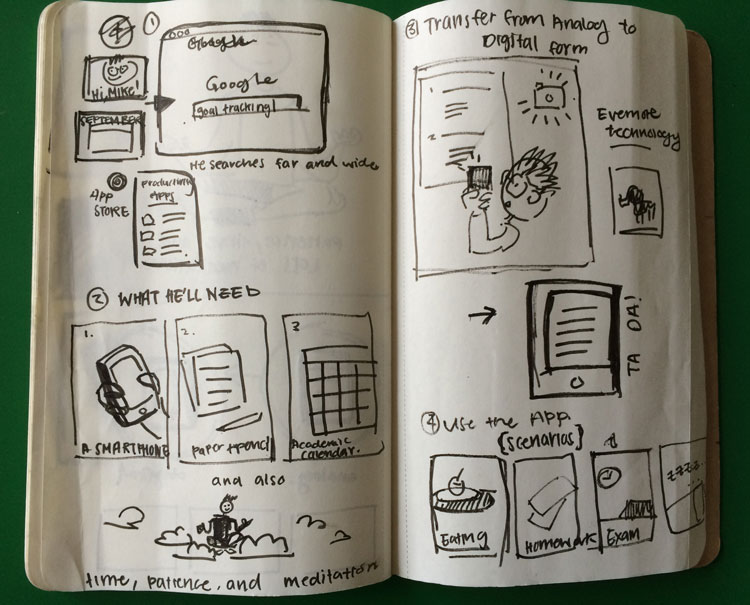 1
Google
Hi, MIKE!
Google
goal tracking
SEPTEMBER
He searches far and wide
App
STORE
Productivity
Apps
2 WHAT HE'LL NEED
1.
A SMARTPHONE
2.
paper + pencil
3
Academic
calendar.
and also
time, patience, and meditation
3 Transfer from Analog to
Digital form
Evernote
technology
TA DA!
4 Use the App
[scenarios]
Eating
Homework
Exam
zzzz...